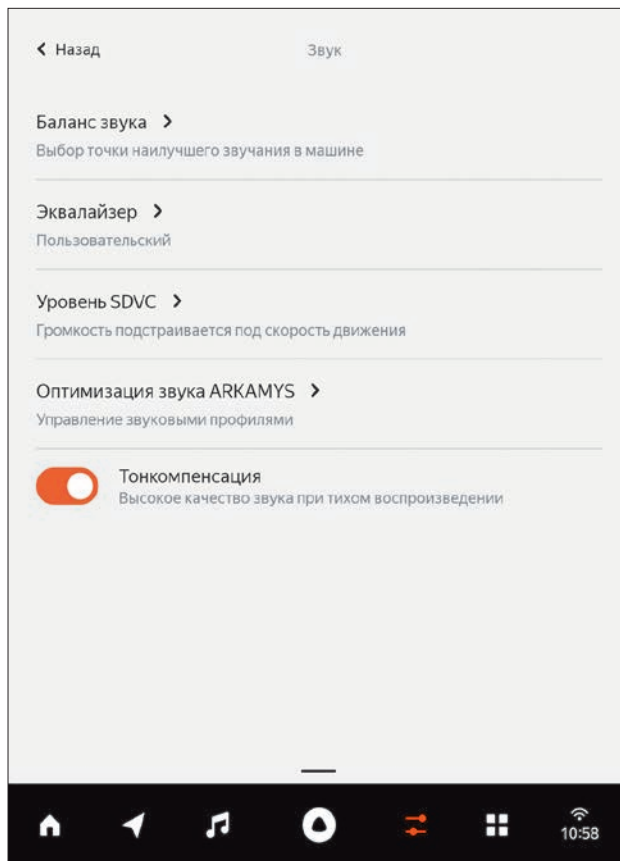 Назад
Звук
Баланс звука
Выбор точки наилучшего звучания в машине
Эквалайзер
Пользовательский
Уровень SDVC
Громкость подстраивается под скорость движения
Оптимизация звука ARKAMYS
Управление звуковыми профилями
Тонкомпенсация
Высокое качество звука при тихом воспроизведении
10:58